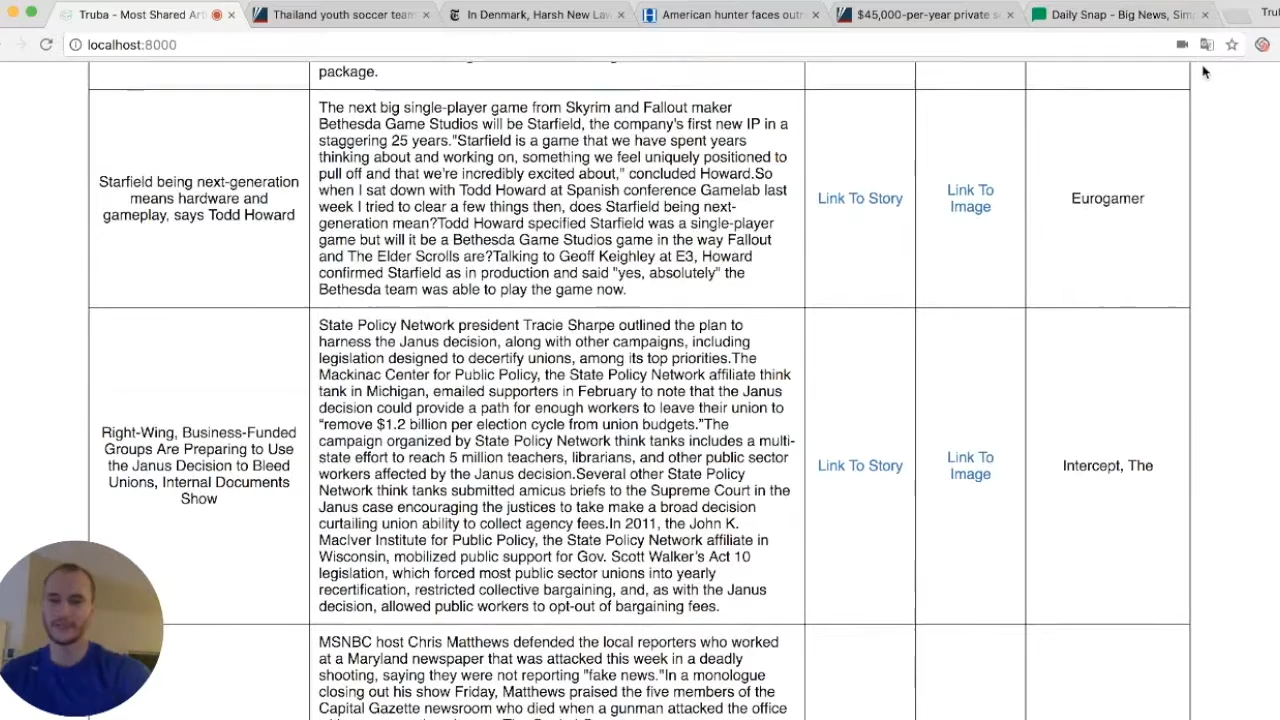 Truba - Most Shared Art
Thailand youth soccer team
In Denmark, Harsh New Law
American hunter faces outr
$45,000-per-year private s
Daily Snap - Big News, Sim
Trub
localhost:8000
package.
Starfield being next-generation
means hardware and
gameplay, says Todd Howard
The next big single-player game from Skyrim and Fallout maker
Bethesda Game Studios will be Starfield, the company's first new IP in a
staggering 25 years."Starfield is a game that we have spent years
thinking about and working on, something we feel uniquely positioned to
pull off and that we're incredibly excited about," concluded Howard.So
when I sat down with Todd Howard at Spanish conference Gamelab last
week I tried to clear a few things then, does Starfield being next-
generation mean?Todd Howard specified Starfield was a single-player
game but will it be a Bethesda Game Studios game in the way Fallout
and The Elder Scrolls are?Talking to Geoff Keighley at E3, Howard
confirmed Starfield as in production and said "yes, absolutely" the
Bethesda team was able to play the game now.
Link To Story
Link To
Image
Eurogamer
Right-Wing, Business-Funded
Groups Are Preparing to Use
the Janus Decision to Bleed
Unions, Internal Documents
Show
State Policy Network president Tracie Sharpe outlined the plan to
harness the Janus decision, along with other campaigns, including
legislation designed to decertify unions, among its top priorities.The
Mackinac Center for Public Policy, the State Policy Network affiliate think
tank in Michigan, emailed supporters in February to note that the Janus
decision could provide a path for enough workers to leave their union to
“remove $1.2 billion per election cycle from union budgets.”The
campaign organized by State Policy Network think tanks includes a multi-
state effort to reach 5 million teachers, librarians, and other public sector
workers affected by the Janus decision.Several other State Policy
Network think tanks submitted amicus briefs to the Supreme Court in the
Janus case encouraging the justices to take make a broad decision
curtailing union ability to collect agency fees.In 2011, the John K.
MacIver Institute for Public Policy, the State Policy Network affiliate in
Wisconsin, mobilized public support for Gov. Scott Walker’s Act 10
legislation, which forced most public sector unions into yearly
recertification, restricted collective bargaining, and, as with the Janus
decision, allowed public workers to opt-out of bargaining fees.
Link To Story
Link To
Image
Intercept, The
MSNBC host Chris Matthews defended the local reporters who worked
at a Maryland newspaper that was attacked this week in a deadly
shooting, saying they were not reporting "fake news."In a monologue
closing out his show Friday, Matthews praised the five members of the
Capital Gazette newsroom who died when a gunman attacked the office